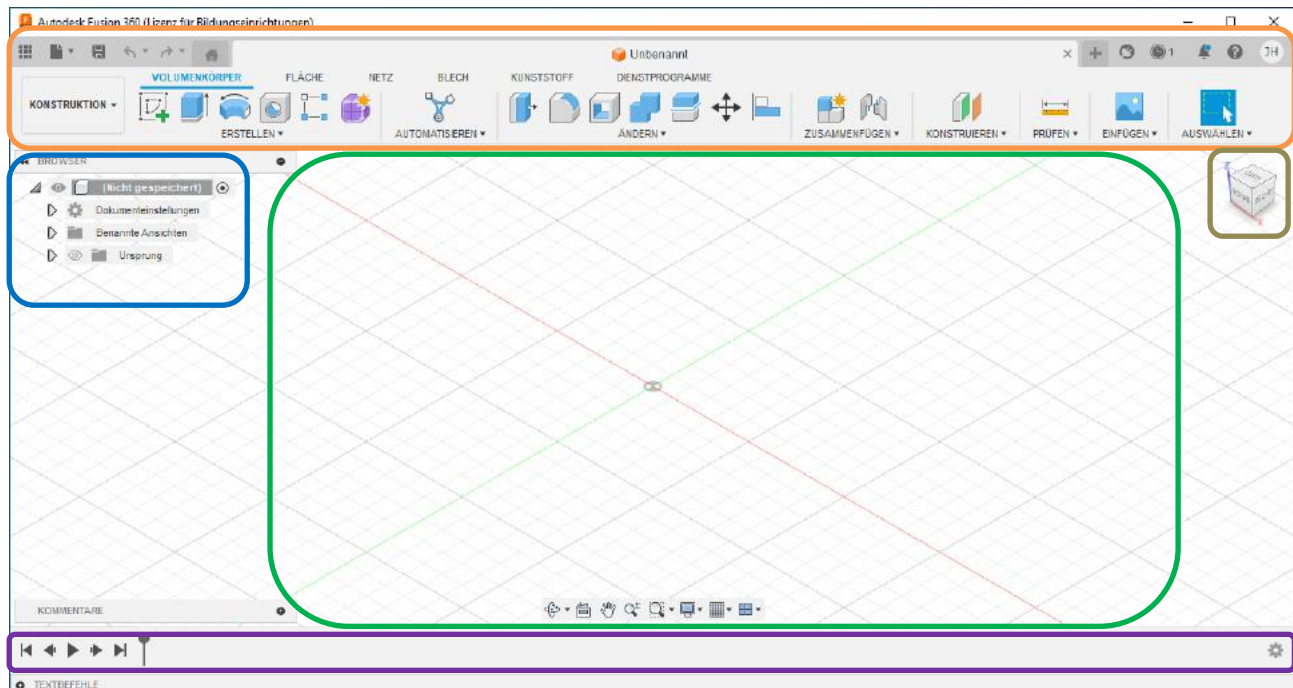 Autodesk Fusion 360 (Lizenz für Bildungseinrichtungen)
Unbenannt
1
JH
VOLUMENKÖRPER FLÄCHE NETZ BLECH KUNSTSTOFF DIENSTPROGRAMME
KONSTRUKTION
ERSTELLEN AUTOMATISIEREN ÄNDERN ZUSAMMENFÜGEN KONSTRUIEREN PRÜFEN EINFÜGEN AUSWÄHLEN
BROWSER
(Nicht gespeichert)
Dokumenteinstellungen
Benannte Ansichten
Ursprung
KOMMENTARE
TEXTBEFEHLE